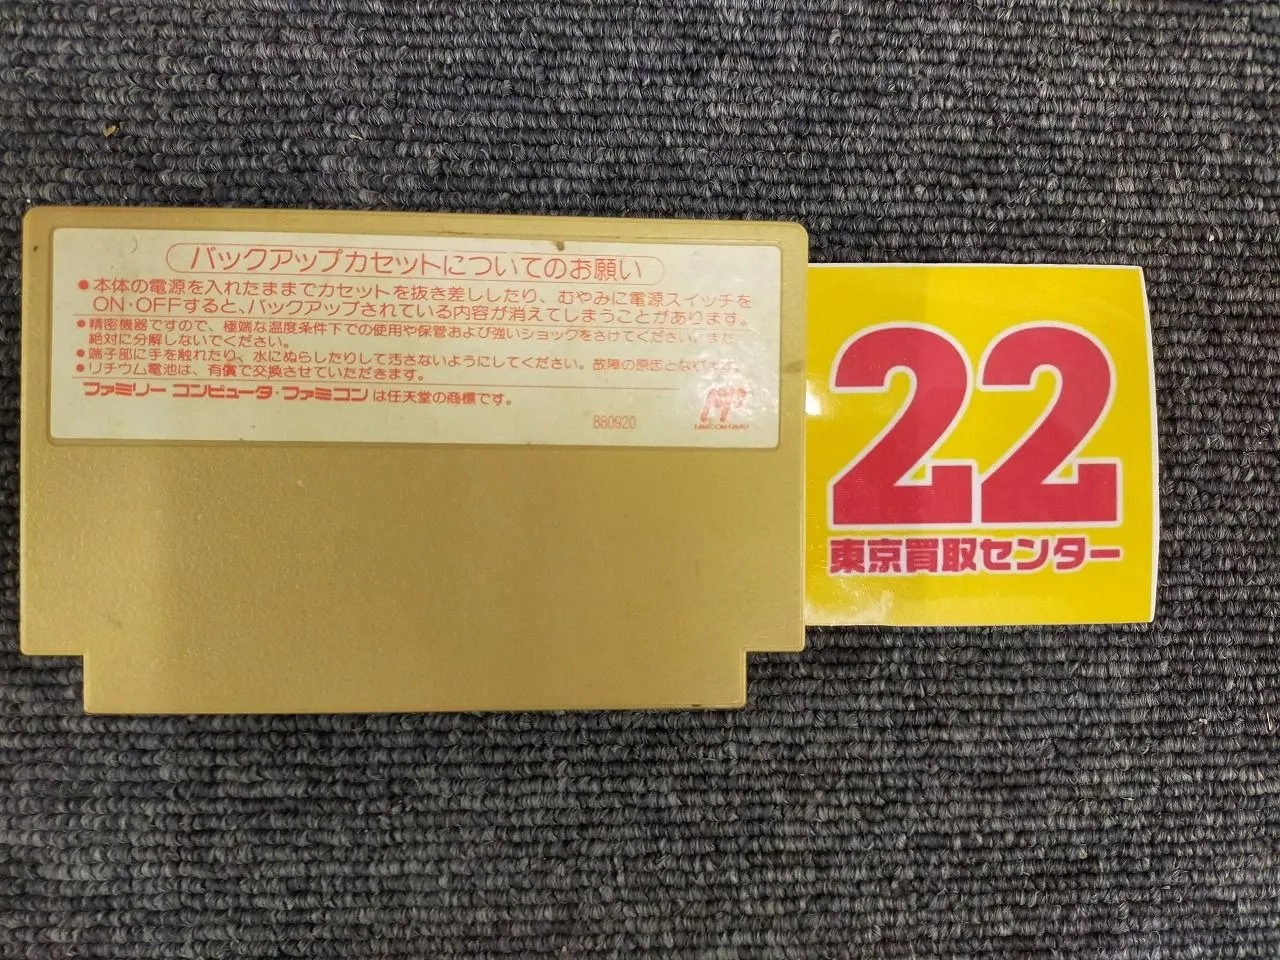 バックアップカセットについてのお願い
●本体の電源を入れたままでカセットを抜き差ししたり、むやみに電源スイッチを
ON・OFFすると、バックアップされている内容が消えてしまうことがあります。
●精密機器ですので、極端な温度条件下での使用や保管および強いショックをさけてください。また
絶対に分解しないでください。
●端子部に手を触れたり、水にぬらしたりして汚さないようにしてください。故障の原因となります。
●リチウム電池は、有償で交換させていただきます。
ファミリー コンピュータ・ファミコンは任天堂の商標です。
880920
22
東京買取センター